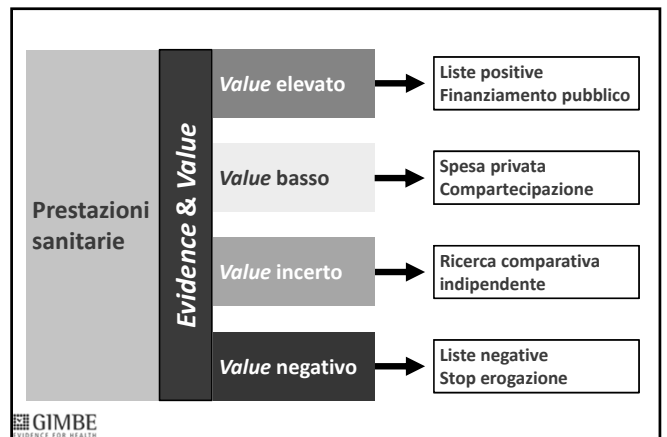 Prestazioni
sanitarie
Evidence & Value
Value elevato
Liste positive
Finanziamento pubblico
Value basso
Spesa privata
Compartecipazione
Value incerto
Ricerca comparativa
indipendente
Value negativo
Liste negative
Stop erogazione
GIMBE
EVIDENCE FOR HEALTH